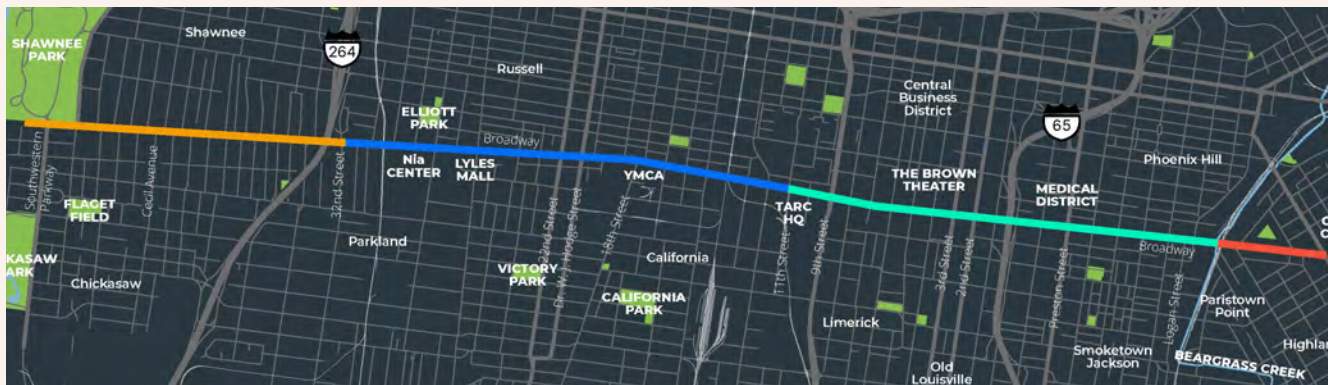 SHAWNEE
PARK
Shawnee
264
Russell
Central
Business
District
65
ELLIOTT
PARK
Broadway
Phoenix Hill
Nia
CENTER
LYLES
MALL
YMCA
THE BROWN
THEATER
MEDICAL
DISTRICT
TARC
HQ
Southwestern
Parkway
FLAGET
FIELD
Cecil Avenue
32nd Street
Parkland
22nd Street
Dr. W.J. Hodge Street
18th Street
California
11th Street
9th Street
3rd Street
2nd Street
Preston Street
Broadway
Logan Street
KASAW
ARK
Chickasaw
VICTORY
PARK
CALIFORNIA
PARK
Limerick
Old
Louisville
Smoketown
Jackson
Paristown
Point
Highlan
BEARGRASS CREEK